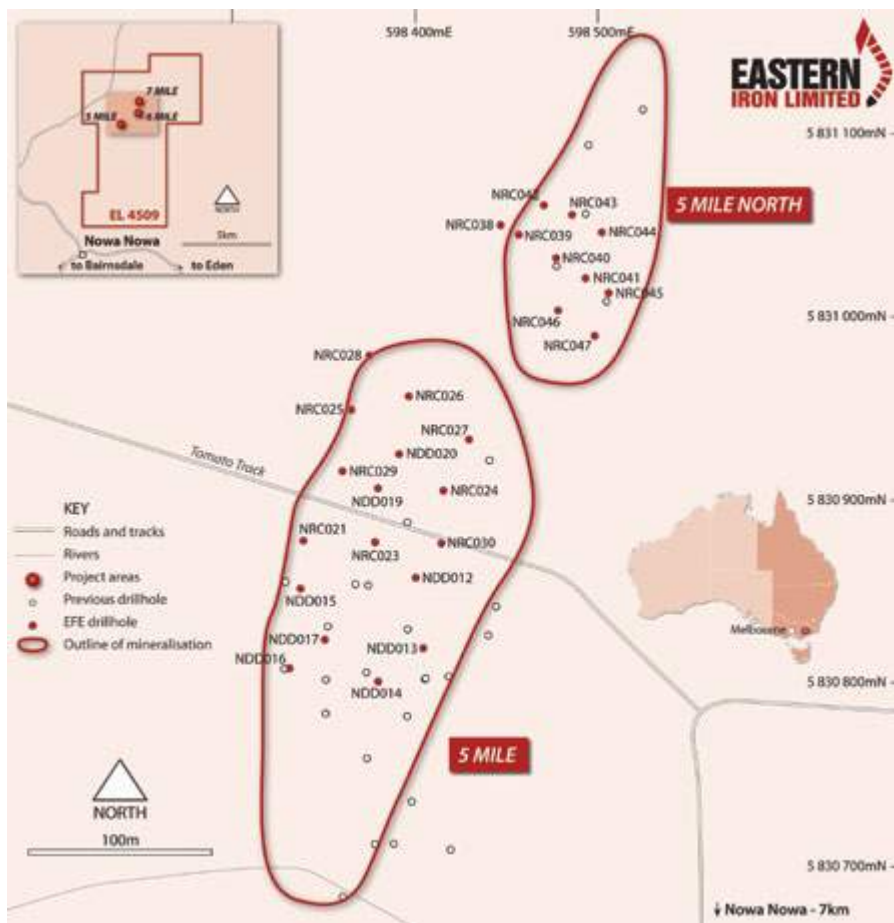 598 400mE
598 500mE
EASTERN
IRON LIMITED
7 MILE
5 MILE
6 MILE
EL 4509
NORTH
Nowa Nowa
5km
to Bairnsdale
to Eden
5 831 100mN
5 MILE NORTH
NRC042
NRC043
NRC038
NRC039
NRC044
NRC040
NRC041
NRC045
NRC046
5 831 000mN
NRC047
NRC028
NRC026
NRC025
NRC027
NDD020
Tomato Track
NRC029
NDD019
NRC024
5 830 900mN
KEY
Roads and tracks
Rivers
Project areas
Previous drillhole
EFE drillhole
Outline of mineralisation
NRC021
NRC023
NRC030
NDD012
NDD015
NDD017
NDD013
NDD016
NDD014
Melbourne
5 830 800mN
5 MILE
NORTH
100m
5 830 700mN
Nowa Nowa - 7km